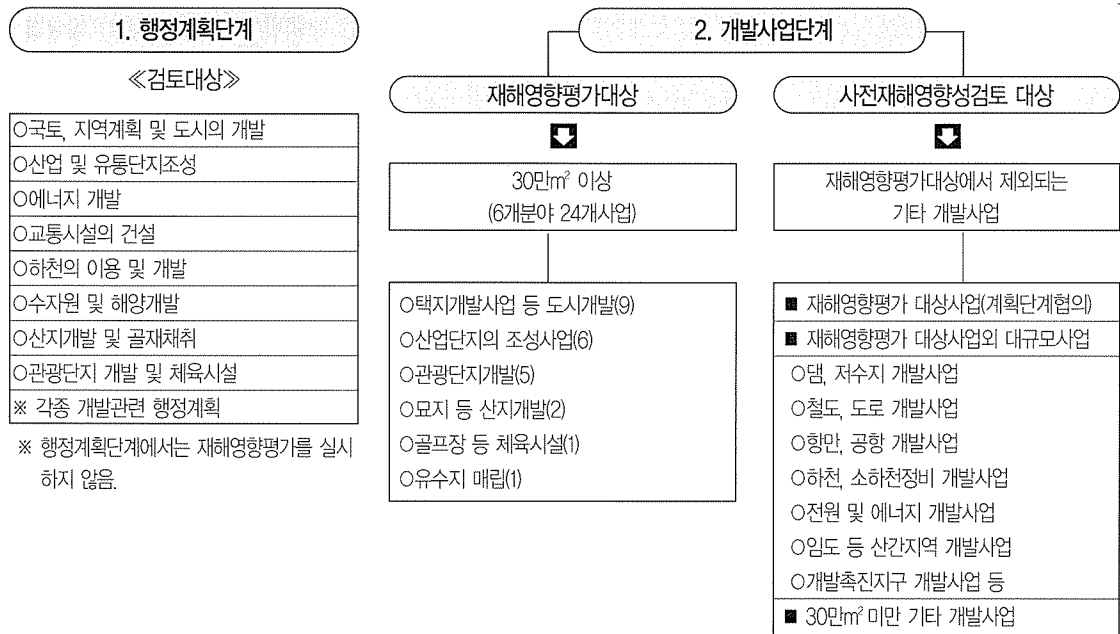 1. 행정계획단계
≪검토대상≫
○국토, 지역계획 및 도시의 개발
○산업 및 유통단지조성
○에너지 개발
○교통시설의 건설
○하천의 이용 및 개발
○수자원 및 해양개발
○산지개발 및 골재채취
○관광단지 개발 및 체육시설
※ 각종 개발관련 행정계획
※ 행정계획단계에서는 재해영향평가를 실시
하지 않음.
2. 개발사업단계
재해영향평가대상
30만m² 이상
(6개분야 24개사업)
○택지개발사업 등 도시개발(9)
○산업단지의 조성사업(6)
○관광단지개발(5)
○묘지 등 산지개발(2)
○골프장 등 체육시설(1)
○유수지 매립(1)
사전재해영향성검토 대상
재해영향평가대상에서 제외되는
기타 개발사업
■ 재해영향평가 대상사업(계획단계협의)
■ 재해영향평가 대상사업외 대규모사업
○댐, 저수지 개발사업
○철도, 도로 개발사업
○항만, 공항 개발사업
○하천, 소하천정비 개발사업
○전원 및 에너지 개발사업
○임도 등 산간지역 개발사업
○개발촉진지구 개발사업 등
■ 30만m² 미만 기타 개발사업